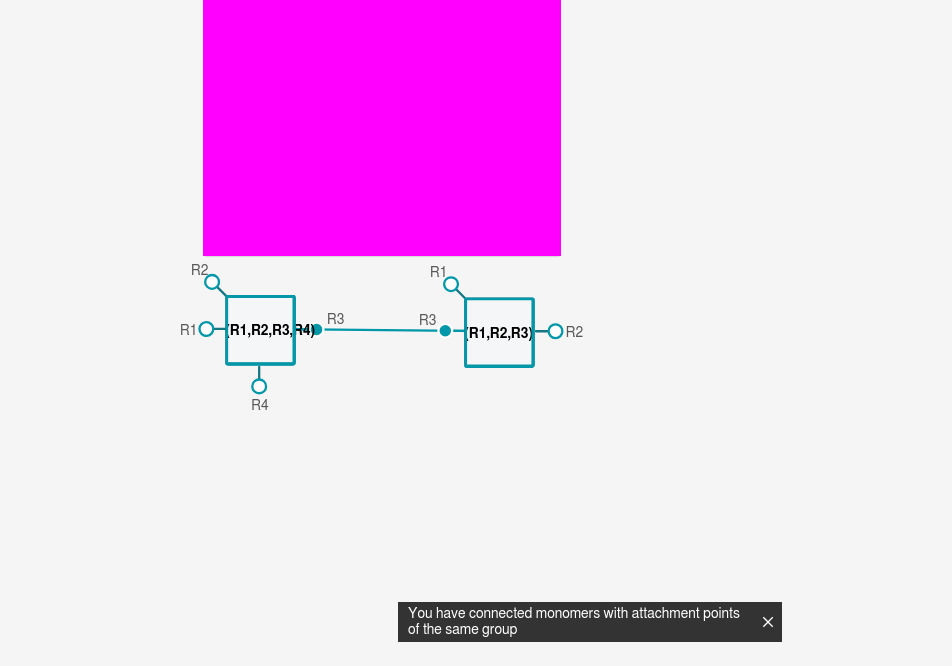 R2
R1
R1
(R1,R2,R3,R4)
R3
R3
(R1,R2,R3)
R2
R4
You have connected monomers with attachment points
of the same group